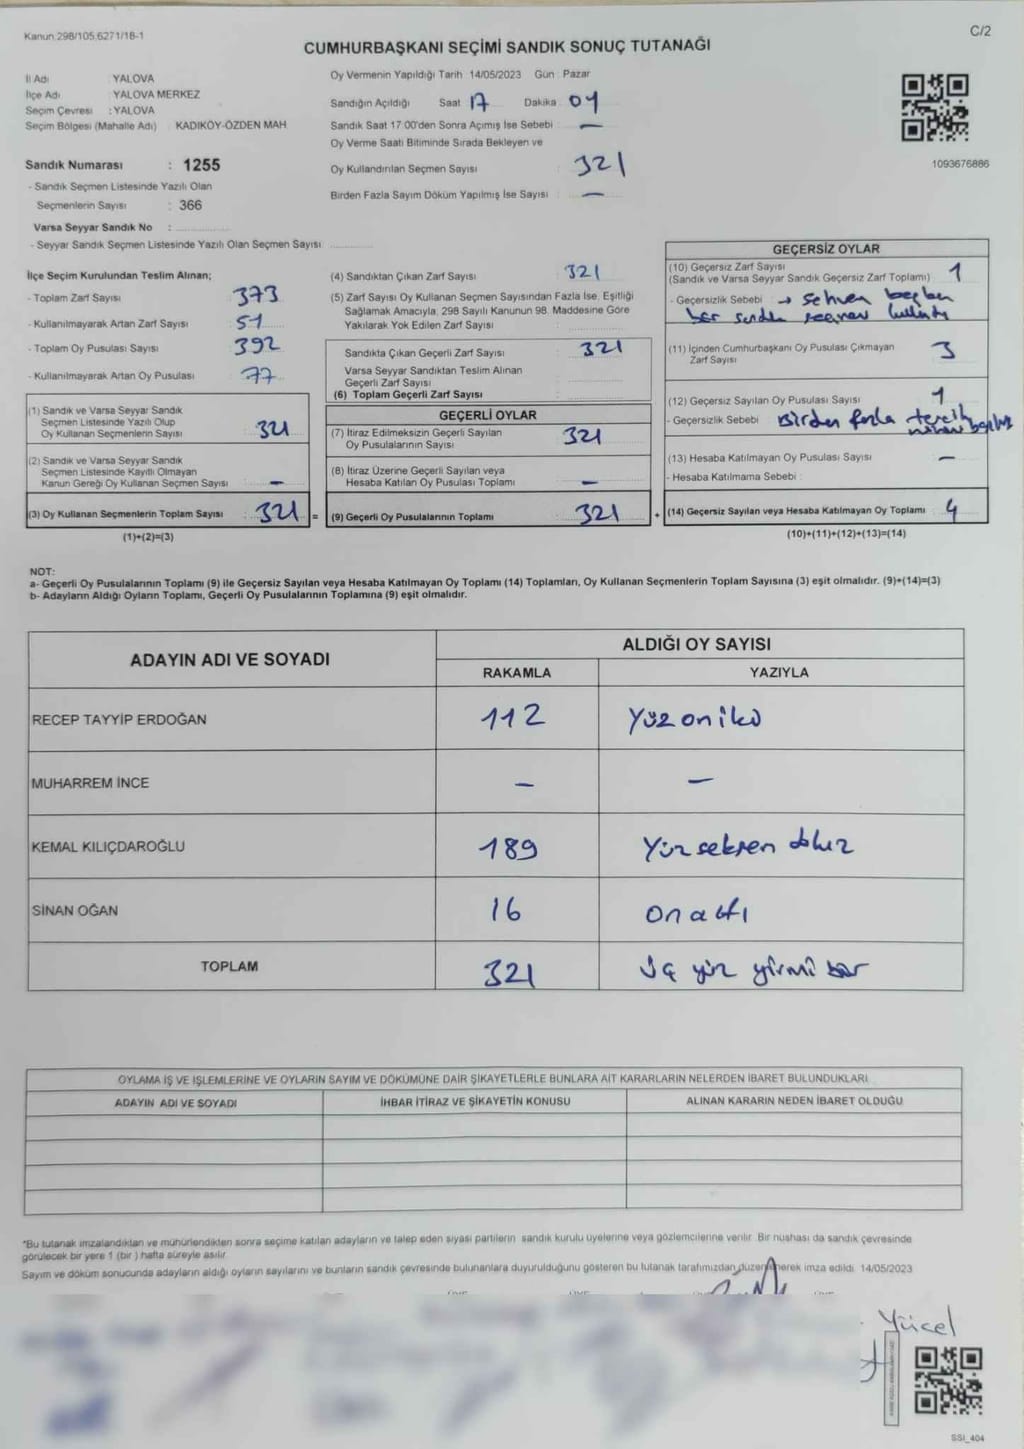 Kanun 298/105,6271/18-1
C/2
CUMHURBAŞKANI SEÇİMİ SANDIK SONUÇ TUTANAĞI
İl Adı : YALOVA
İlçe Adı : YALOVA MERKEZ
Seçim Çevresi : YALOVA
Seçim Bölgesi (Mahalle Adı) : KADIKÖY-ÖZDEN MAH
Sandık Numarası : 1255
- Sandık Seçmen Listesinde Yazılı Olan
Seçmenlerin Sayısı : 366
Varsa Seyyar Sandık No :
- Seyyar Sandık Seçmen Listesinde Yazılı Olan Seçmen Sayısı
Oy Vermenin Yapıldığı Tarih 14/05/2023 Gün : Pazar
Sandığın Açıldığı Saat 17 Dakika 04
Sandık Saat 17:00'den Sonra Açımış İse Sebebi : —
Oy Verme Saati Bitiminde Sırada Bekleyen ve
Oy Kullandırılan Seçmen Sayısı : 321
Birden Fazla Sayım Döküm Yapılmış İse Sayısı : —
1093676886
İlçe Seçim Kurulundan Teslim Alınan;
- Toplam Zarf Sayısı : 373
- Kullanılmayarak Artan Zarf Sayısı : 51
- Toplam Oy Pusulası Sayısı : 392
- Kullanılmayarak Artan Oy Pusulası : 77
(1) Sandık ve Varsa Seyyar Sandık
Seçmen Listesinde Yazılı Olup
Oy Kullanan Seçmenlerin Sayısı : 321
(2) Sandık ve Varsa Seyyar Sandık
Seçmen Listesinde Kayıtlı Olmayan
Kanun Gereği Oy Kullanan Seçmen Sayısı : —
(3) Oy Kullanan Seçmenlerin Toplam Sayısı : 321 =
(1)+(2)=(3)
(4) Sandıktan Çıkan Zarf Sayısı : 321
(5) Zarf Sayısı Oy Kullanan Seçmen Sayısından Fazla İse, Eşitliği
Sağlamak Amacıyla, 298 Sayılı Kanunun 98. Maddesine Göre
Yakılarak Yok Edilen Zarf Sayısı :
Sandıkta Çıkan Geçerli Zarf Sayısı : 321
Varsa Seyyar Sandıktan Teslim Alınan
Geçerli Zarf Sayısı :
(6) Toplam Geçerli Zarf Sayısı :
GEÇERLİ OYLAR
(7) İtiraz Edilmeksizin Geçerli Sayılan
Oy Pusulalarının Sayısı : 321
(8) İtiraz Üzerine Geçerli Sayılan veya
Hesaba Katılan Oy Pusulası Toplamı : —
(9) Geçerli Oy Pusulalarının Toplamı : 321 +
GEÇERSİZ OYLAR
(10) Geçersiz Zarf Sayısı
(Sandık ve Varsa Seyyar Sandık Geçersiz Zarf Toplamı) : 1
- Geçersizlik Sebebi : → sehven
(11) İçinden Cumhurbaşkanı Oy Pusulası Çıkmayan
Zarf Sayısı : 3
(12) Geçersiz Sayılan Oy Pusulası Sayısı : 1
- Geçersizlik Sebebi : Birden fazla tercih
(13) Hesaba Katılmayan Oy Pusulası Sayısı : —
- Hesaba Katılmama Sebebi :
(14) Geçersiz Sayılan veya Hesaba Katılmayan Oy Toplamı : 4
(10)+(11)+(12)+(13)=(14)
NOT:
a- Geçerli Oy Pusulalarının Toplamı (9) ile Geçersiz Sayılan veya Hesaba Katılmayan Oy Toplamı (14) Toplamları, Oy Kullanan Seçmenlerin Toplam Sayısına (3) eşit olmalıdır. (9)+(14)=(3)
b- Adayların Aldığı Oyların Toplamı, Geçerli Oy Pusulalarının Toplamına (9) eşit olmalıdır.
ADAYIN ADI VE SOYADI
ALDIĞI OY SAYISI
RAKAMLA YAZIYLA
RECEP TAYYİP ERDOĞAN 112 Yüz on iki
MUHARREM İNCE — —
KEMAL KILIÇDAROĞLU 189 Yüz seksen dokuz
SİNAN OĞAN 16 on altı
TOPLAM 321 Üç yüz yirmi bir
OYLAMA İŞ VE İŞLEMLERİNE VE OYLARIN SAYIM VE DÖKÜMÜNE DAİR ŞİKAYETLERLE BUNLARA AİT KARARLARIN NELERDEN İBARET BULUNDUKLARI
ADAYIN ADI VE SOYADI İHBAR İTİRAZ VE ŞİKAYETİN KONUSU ALINAN KARARIN NEDEN İBARET OLDUĞU
*Bu tutanak imzalandıktan ve mühürlendikten sonra seçime katılan adayların ve talep eden siyasi partilerin sandık kurulu üyelerine veya gözlemcilerine verilir. Bir nüshası da sandık çevresinde
görülecek bir yere 1 (bir) hafta süreyle asılır.
Sayım ve döküm sonucunda adayların aldığı oyların sayılarını ve bunların sandık çevresinde bulunanlara duyurulduğunu gösteren bu tutanak tarafımızdan düzenlenerek imza edildi. 14/05/2023
Yücel
SSI_404